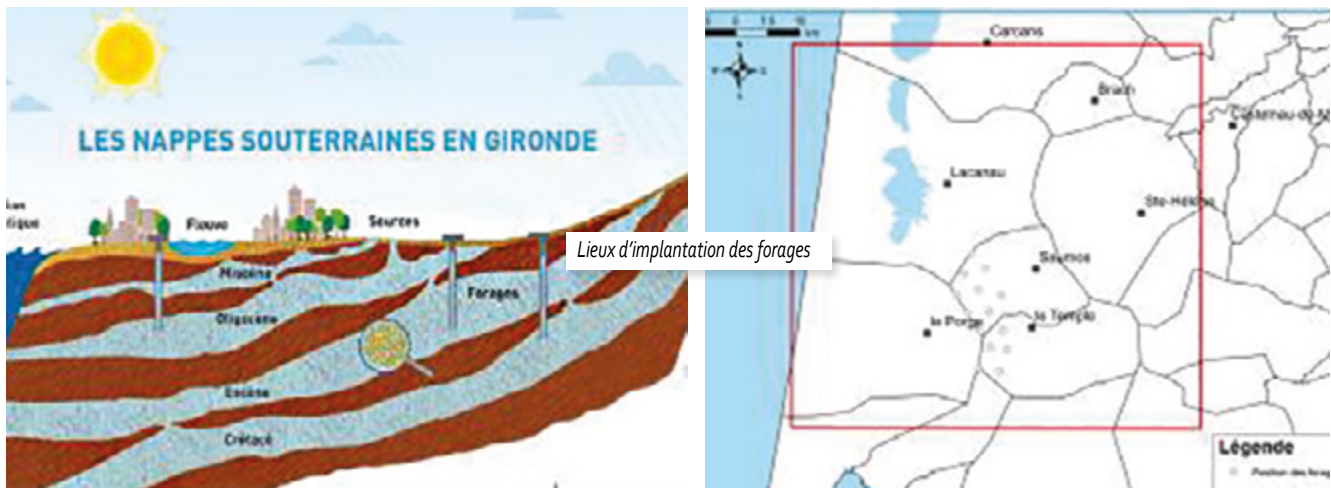 LES NAPPES SOUTERRAINES EN GIRONDE
Fleuve
Sources
Miocène
Forages
Oligocène
Eocène
Crétacé
Lieux d'implantation des forages
Carcans
Brach
Lacanau
Ste-Hélène
Saumos
le Porge
le Temple
Légende